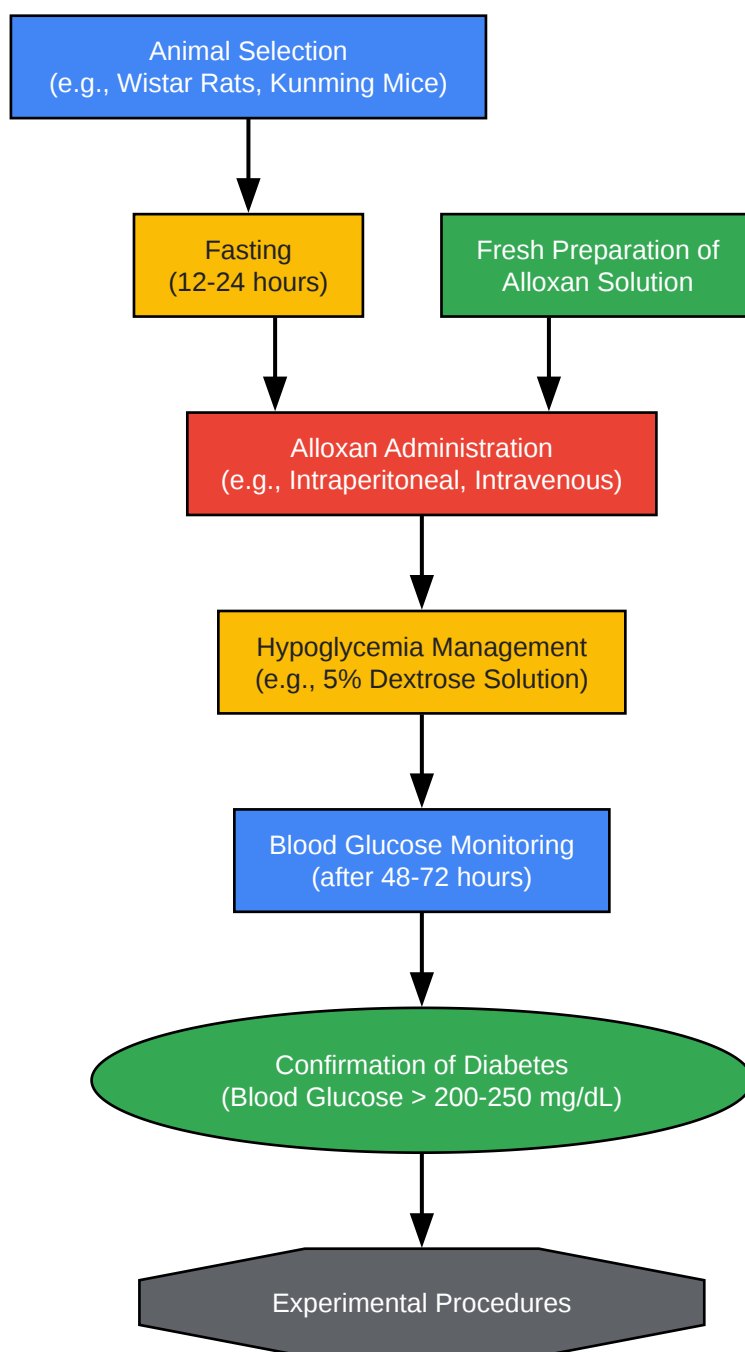 Animal Selection
(e.g., Wistar Rats, Kunming Mice)
Fasting
(12-24 hours)
Fresh Preparation of
Alloxan Solution
Alloxan Administration
(e.g., Intraperitoneal, Intravenous)
Hypoglycemia Management
(e.g., 5% Dextrose Solution)
Blood Glucose Monitoring
(after 48-72 hours)
Confirmation of Diabetes
(Blood Glucose > 200-250 mg/dL)
Experimental Procedures